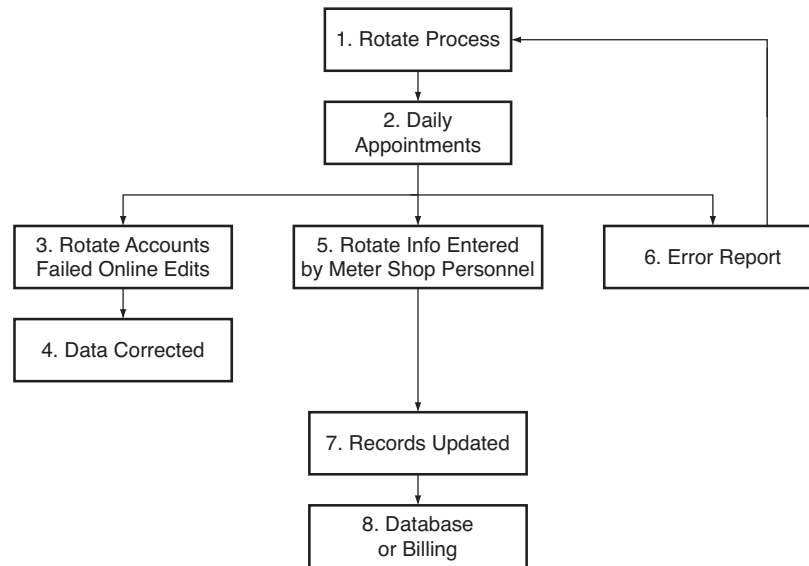 1. Rotate Process
2. Daily
Appointments
3. Rotate Accounts
Failed Online Edits
5. Rotate Info Entered
by Meter Shop Personnel
6. Error Report
4. Data Corrected
7. Records Updated
8. Database
or Billing